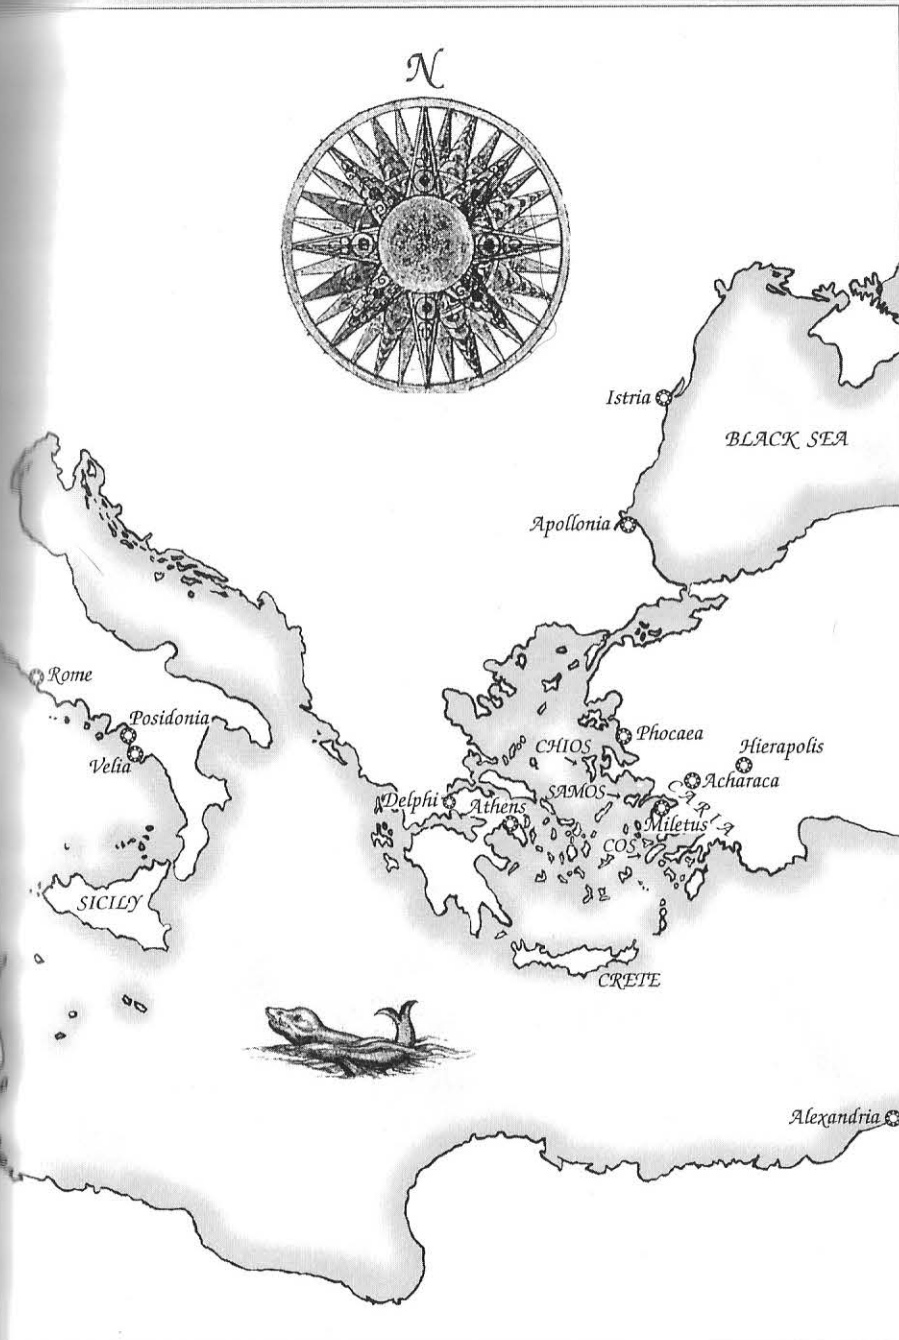 N
Istria
BLACK SEA
Apollonia
Rome
Posidonia
Velia
Phocaea
CHIOS
Hierapolis
Acharaca
SAMOS
CARIA
Delphi
Athens
Miletus
COS
SICILY
CRETE
Alexandria